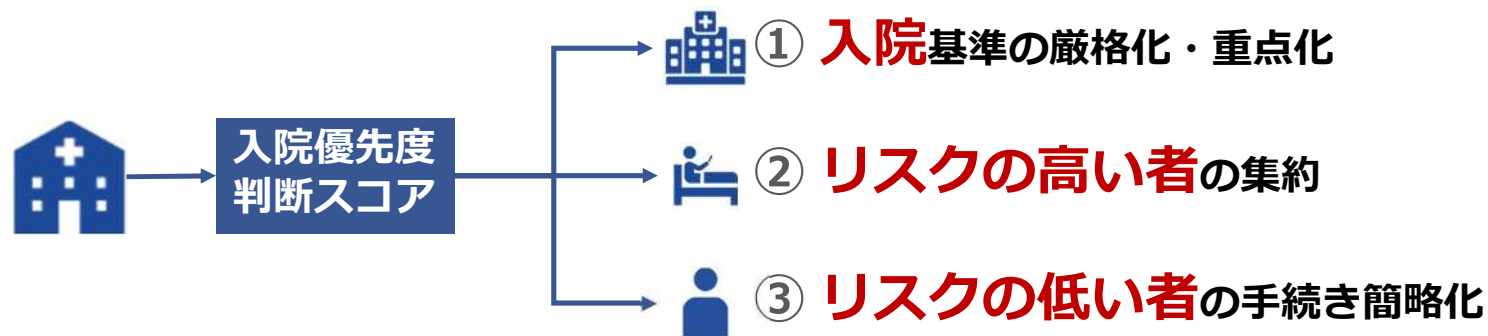 入院優先度
判断スコア
① 入院基準の厳格化・重点化
② リスクの高い者の集約
③ リスクの低い者の手続き簡略化